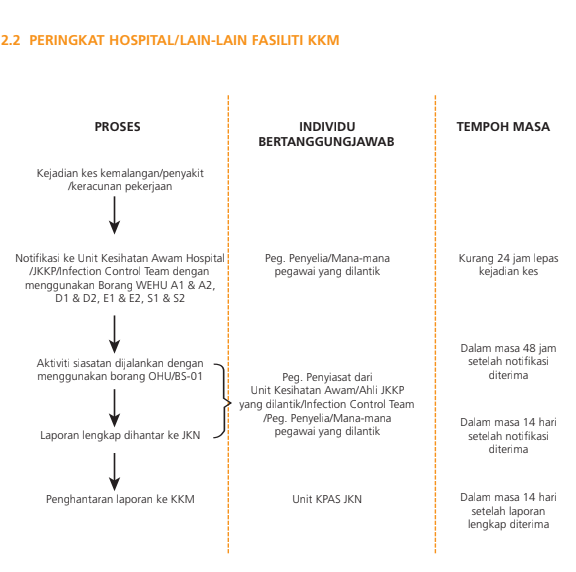 2.2 PERINGKAT HOSPITAL/LAIN-LAIN FASILITI KKM
PROSES
INDIVIDU
BERTANGGUNGJAWAB
TEMPOH MASA
Kejadian kes kemalangan/penyakit
/keracunan pekerjaan
Notifikasi ke Unit Kesihatan Awam Hospital
/JKKP/Infection Control Team dengan
menggunakan Borang WEHU A1 & A2,
D1 & D2, E1 & E2, S1 & S2
Peg. Penyelia/Mana-mana
pegawai yang dilantik
Kurang 24 jam lepas
kejadian kes
Aktiviti siasatan dijalankan dengan
menggunakan borang OHU/BS-01
Laporan lengkap dihantar ke JKN
Peg. Penyiasat dari
Unit Kesihatan Awam/Ahli JKKP
yang dilantik/Infection Control Team
/Peg. Penyelia/Mana-mana
pegawai yang dilantik
Dalam masa 48 jam
setelah notifikasi
diterima
Dalam masa 14 hari
setelah notifikasi
diterima
Penghantaran laporan ke KKM
Unit KPAS JKN
Dalam masa 14 hari
setelah laporan
lengkap diterima